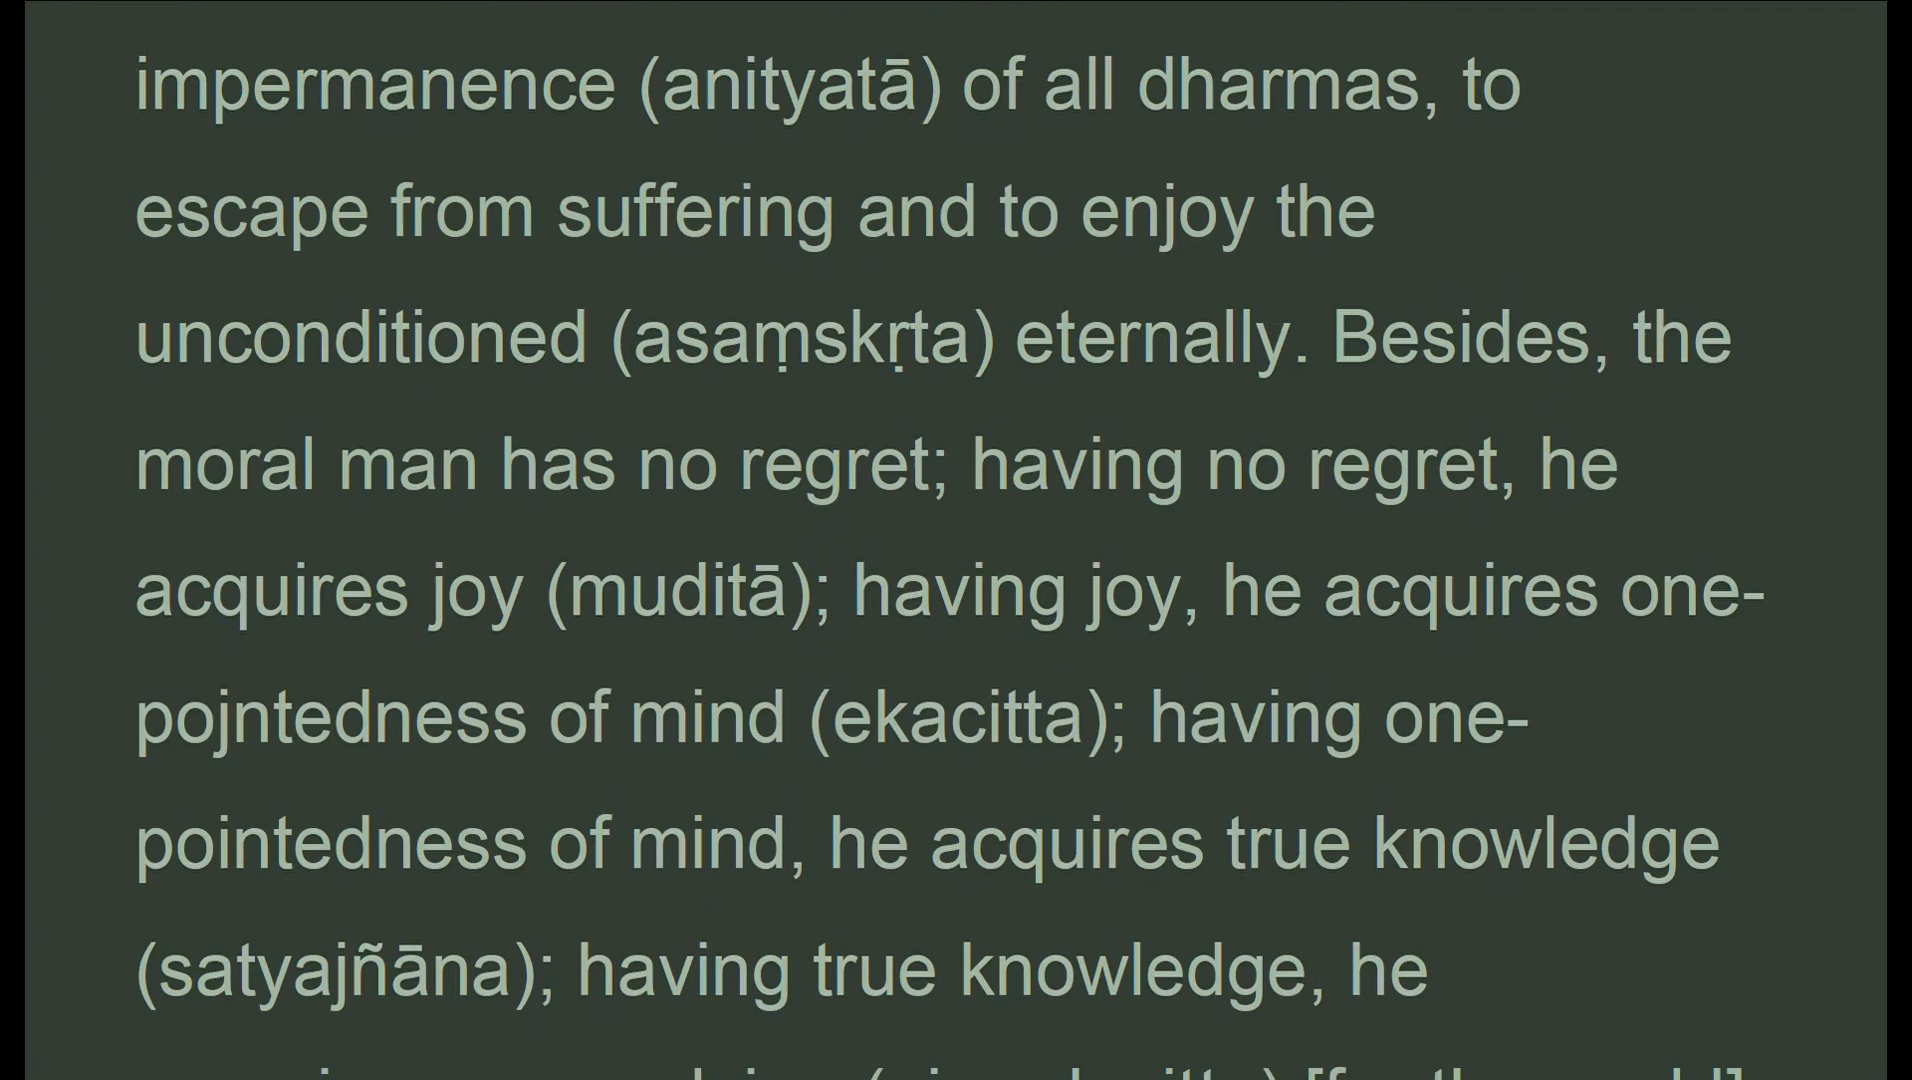 impermanence (anityatā) of all dharmas, to
escape from suffering and to enjoy the
unconditioned (asaṃskṛta) eternally. Besides, the
moral man has no regret; having no regret, he
acquires joy (muditā); having joy, he acquires one-
pojntedness of mind (ekacitta); having one-
pointedness of mind, he acquires true knowledge
(satyajñāna); having true knowledge, he